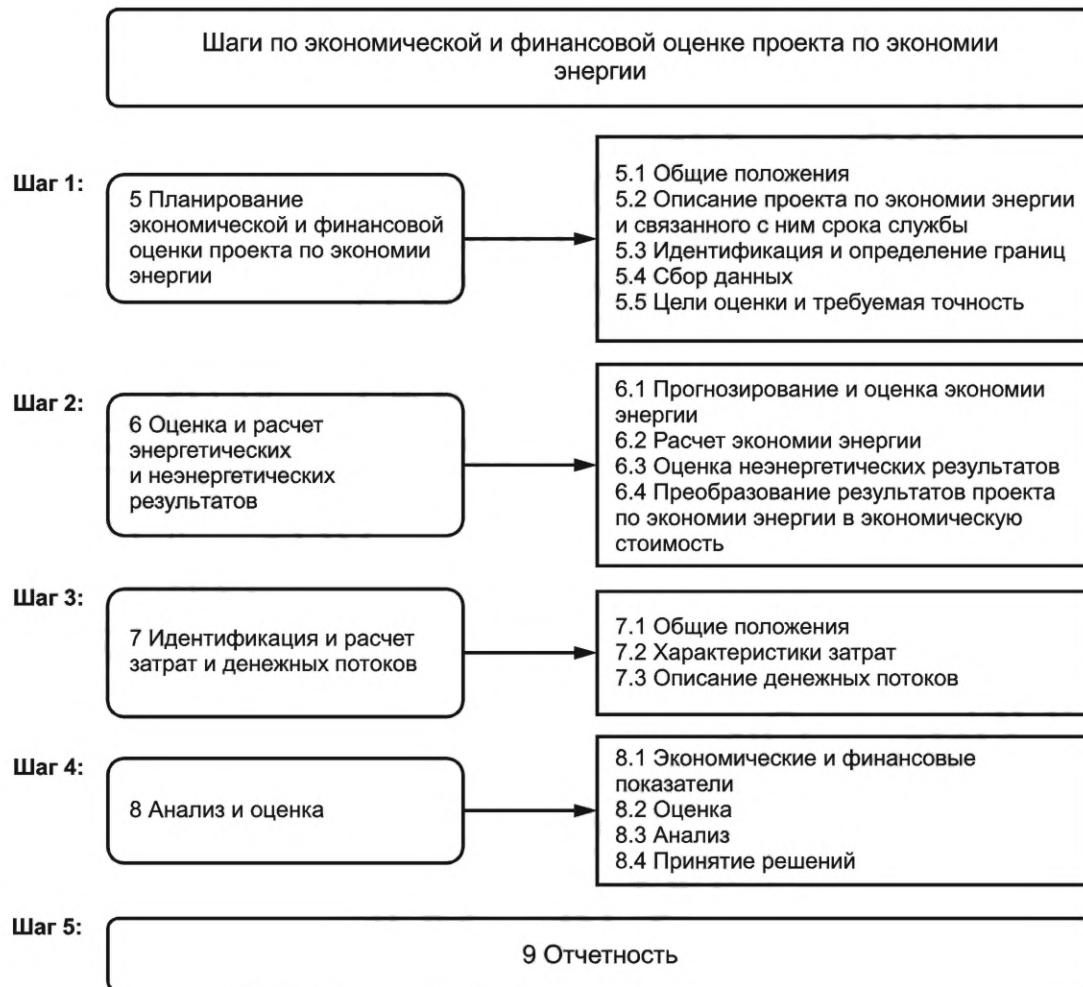 Шаги по экономической и финансовой оценке проекта по экономии
энергии
Шаг 1:
5 Планирование
экономической и финансовой
оценки проекта по экономии
энергии
5.1 Общие положения
5.2 Описание проекта по экономии энергии
и связанного с ним срока службы
5.3 Идентификация и определение границ
5.4 Сбор данных
5.5 Цели оценки и требуемая точность
Шаг 2:
6 Оценка и расчет
энергетических
и неэнергетических
результатов
6.1 Прогнозирование и оценка экономии
энергии
6.2 Расчет экономии энергии
6.3 Оценка неэнергетических результатов
6.4 Преобразование результатов проекта
по экономии энергии в экономическую
стоимость
Шаг 3:
7 Идентификация и расчет
затрат и денежных потоков
7.1 Общие положения
7.2 Характеристики затрат
7.3 Описание денежных потоков
Шаг 4:
8 Анализ и оценка
8.1 Экономические и финансовые
показатели
8.2 Оценка
8.3 Анализ
8.4 Принятие решений
Шаг 5:
9 Отчетность